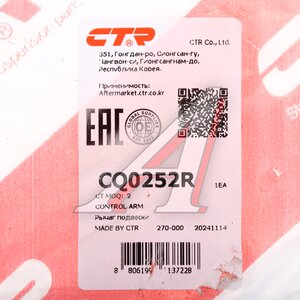 CTR
CTR Co., Ltd.
351, Гонгдан-ро, Сионгсан-гу,
Чангвон-си, Гионгсангнам-до,
Республика Корея.
Применимость:
Aftermarket.ctr.co.kr
EAC
CQ0252R
1EA
CT MOQ: 2
CONTROL ARM
Рычаг подвески
MADE BY CTR 270-000 20241114
8 806199 137228